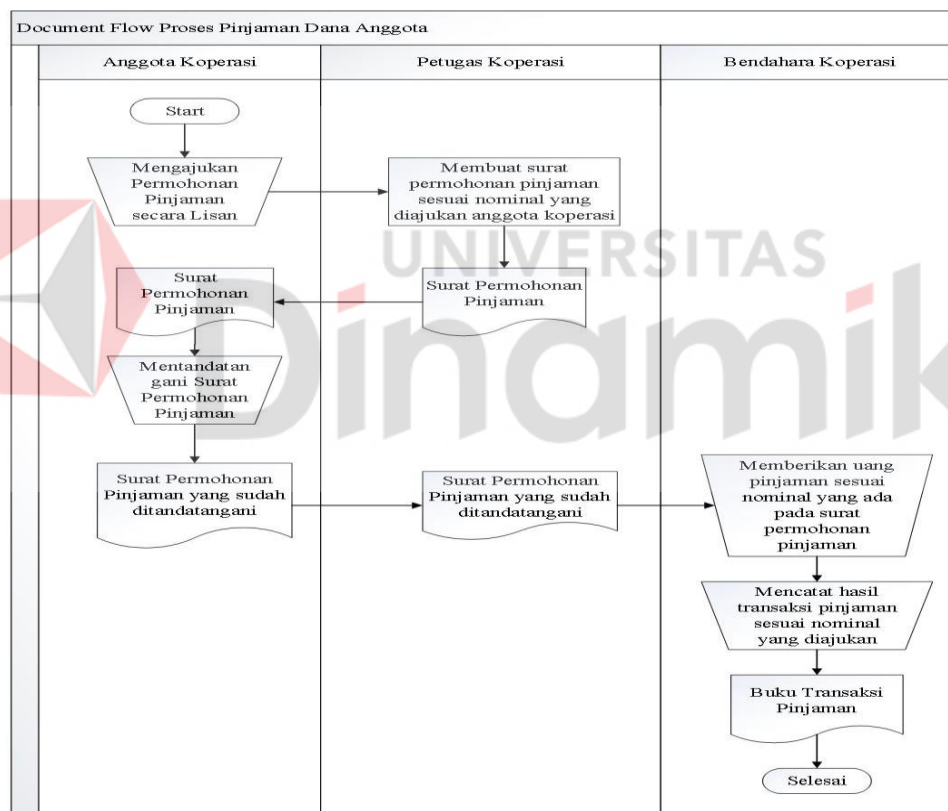 Document Flow Proses Pinjaman Dana Anggota
Anggota Koperasi
Petugas Koperasi
Bendahara Koperasi
Start
Mengajukan
Permohonan
Pinjaman
secara Lisan
Membuat surat
permohonan pinjaman
sesuai nominal yang
diajukan anggota koperasi
UNIVERSITAS
Dinamika
Surat
Permohonan
Pinjaman
Surat Permohonan
Pinjaman
Mentandatan
gani Surat
Permohonan
Pinjaman
Surat Permohonan
Pinjaman yang sudah
ditandatangani
Surat Permohonan
Pinjaman yang sudah
ditandatangani
Memberikan uang
pinjaman sesuai
nominal yang ada
pada surat
permohonan
pinjaman
Mencatat hasil
transaksi pinjaman
sesuai nominal
yang diajukan
Buku Transaksi
Pinjaman
Selesai